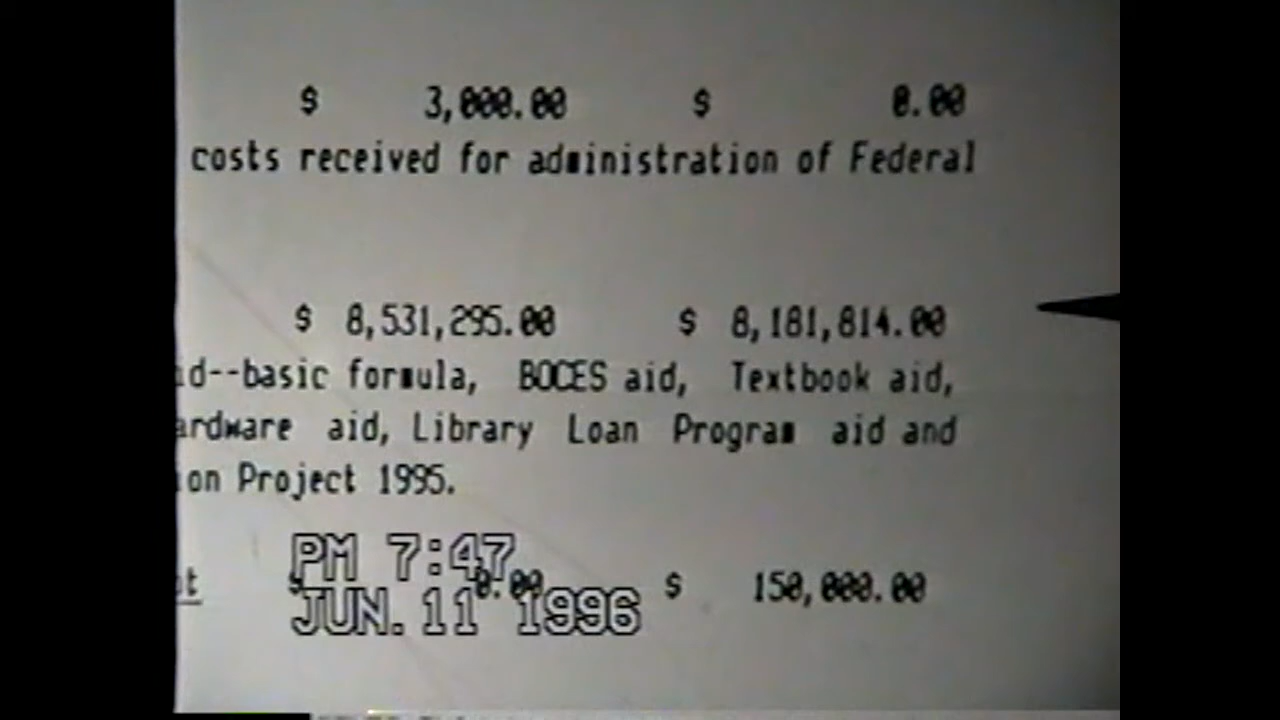 $ 3,000.00 $ 0.00
costs received for administration of Federal
$ 8,531,295.00 $ 8,181,814.00
id--basic formula, BOCES aid, Textbook aid,
ardware aid, Library Loan Program aid and
ion Project 1995.
PM 7:47
t $ 0.00 $ 150,000.00
JUN. 11 1996